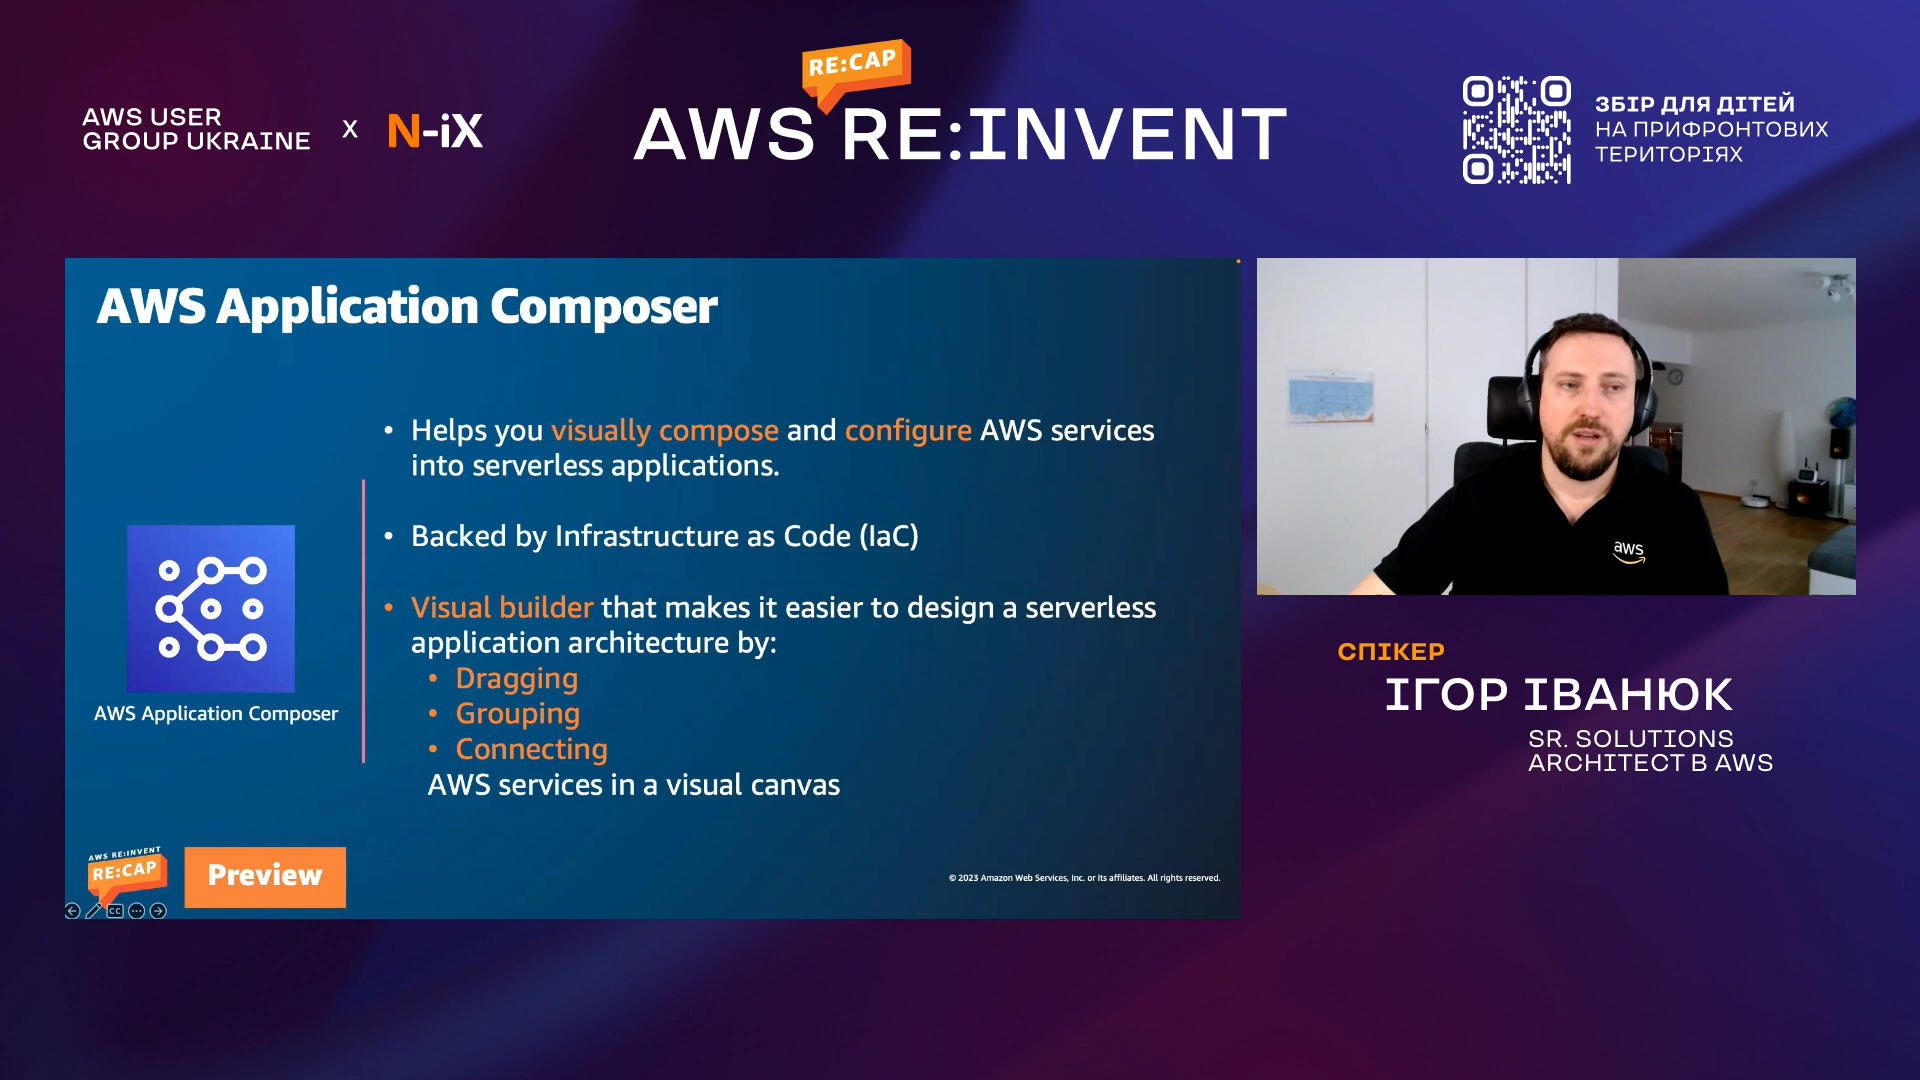 AWS USER
GROUP UKRAINE
X
N-iX
RE:CAP
AWS RE:INVENT
ЗБІР ДЛЯ ДІТЕЙ
НА ПРИФРОНТОВИХ
ТЕРИТОРІЯХ
AWS Application Composer
• Helps you visually compose and configure AWS services
into serverless applications.
• Backed by Infrastructure as Code (IaC)
• Visual builder that makes it easier to design a serverless
application architecture by:
• Dragging
• Grouping
• Connecting
AWS services in a visual canvas
AWS Application Composer
AWS RE:INVENT
RE:CAP
Preview
CC
© 2023 Amazon Web Services, Inc. or its affiliates. All rights reserved.
aws
СПІКЕР
ІГОР ІВАНЮК
SR. SOLUTIONS
ARCHITECT В AWS